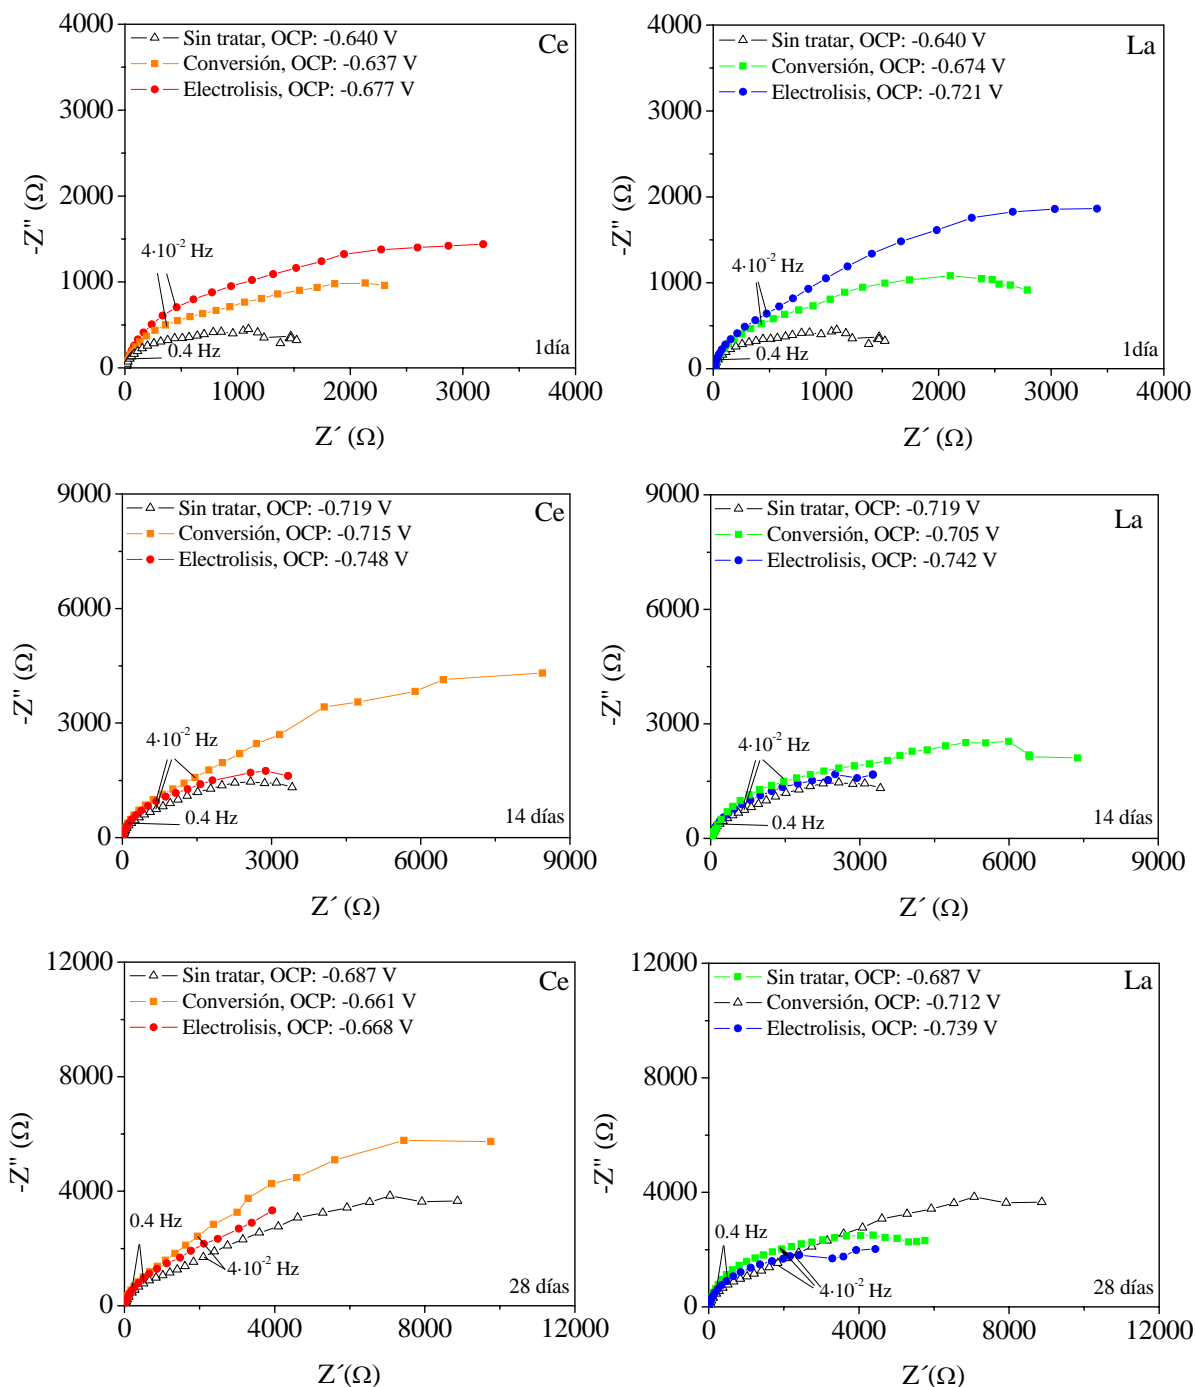 4000
3000
2000
1000
0
Sin tratar, OCP: -0.640 V
Conversión, OCP: -0.637 V
Electrolisis, OCP: -0.677 V
Ce
4·10-2 Hz
0.4 Hz
1día
0 1000 2000 3000 4000
-Z'' (Ω)
Z´ (Ω)
4000
3000
2000
1000
0
Sin tratar, OCP: -0.640 V
Conversión, OCP: -0.674 V
Electrolisis, OCP: -0.721 V
La
4·10-2 Hz
0.4 Hz
1día
0 1000 2000 3000 4000
-Z'' (Ω)
Z´ (Ω)
9000
6000
3000
0
Sin tratar, OCP: -0.719 V
Conversión, OCP: -0.715 V
Electrolisis, OCP: -0.748 V
Ce
4·10-2 Hz
0.4 Hz
14 días
0 3000 6000 9000
-Z'' (Ω)
Z´ (Ω)
9000
6000
3000
0
Sin tratar, OCP: -0.719 V
Conversión, OCP: -0.705 V
Electrolisis, OCP: -0.742 V
La
4·10-2 Hz
0.4 Hz
14 días
0 3000 6000 9000
-Z'' (Ω)
Z´ (Ω)
12000
8000
4000
0
Sin tratar, OCP: -0.687 V
Conversión, OCP: -0.661 V
Electrolisis, OCP: -0.668 V
Ce
0.4 Hz
4·10-2 Hz
28 días
0 4000 8000 12000
-Z'' (Ω)
Z´(Ω)
12000
8000
4000
0
Sin tratar, OCP: -0.687 V
Conversión, OCP: -0.712 V
Electrolisis, OCP: -0.739 V
La
0.4 Hz
4·10-2 Hz
28 días
0 4000 8000 12000
-Z'' (Ω)
Z´(Ω)